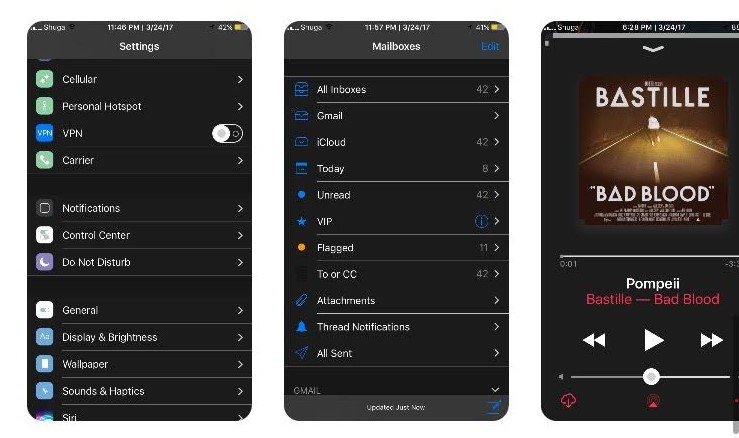 Shuga
11:46 PM | 3/24/17
42%
Settings
Cellular
Personal Hotspot
VPN
VPN
Carrier
Notifications
Control Center
Do Not Disturb
General
Aa
Display & Brightness
Wallpaper
Sounds & Haptics
Siri
Shuga
11:57 PM | 3/24/17
41%
Mailboxes
Edit
All Inboxes 42
Gmail
iCloud 42
Today 8
Unread 42
VIP
Flagged 11
To or CC 42
Attachments
Thread Notifications
All Sent
GMAIL
Updated Just Now
Shuga
6:28 PM | 3/24/17
BASTILLE
"BAD BLOOD"
0:01
Pompeii
Bastille — Bad Blood